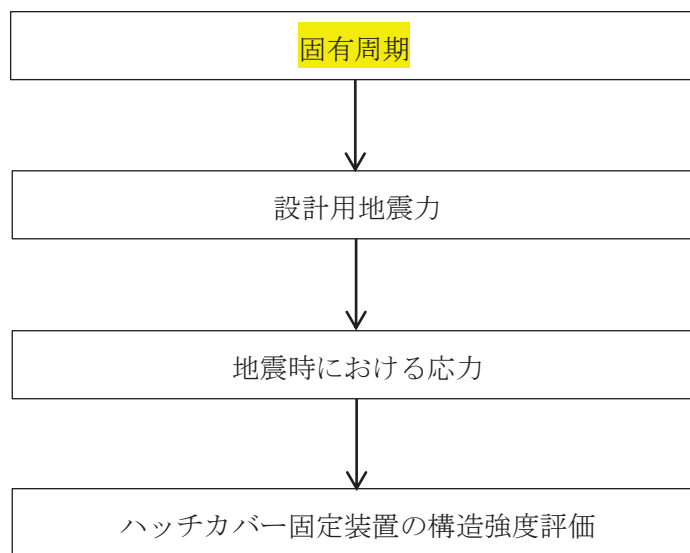 固有周期
設計用地震力
地震時における応力
ハッチカバー固定装置の構造強度評価